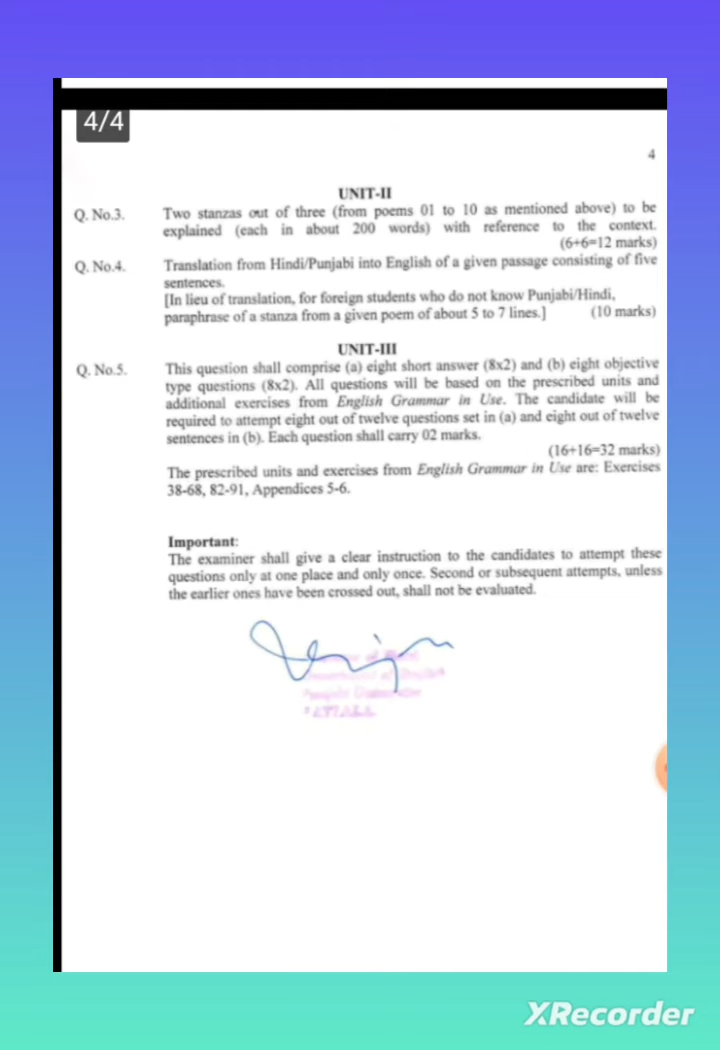 4/4
4
UNIT-II
Q. No.3. Two stanzas out of three (from poems 01 to 10 as mentioned above) to be
explained (each in about 200 words) with reference to the context.
(6+6=12 marks)
Q. No.4. Translation from Hindi/Punjabi into English of a given passage consisting of five
sentences.
[In lieu of translation, for foreign students who do not know Punjabi/Hindi,
paraphrase of a stanza from a given poem of about 5 to 7 lines.] (10 marks)
UNIT-III
Q. No.5. This question shall comprise (a) eight short answer (8x2) and (b) eight objective
type questions (8x2). All questions will be based on the prescribed units and
additional exercises from English Grammar in Use. The candidate will be
required to attempt eight out of twelve questions set in (a) and eight out of twelve
sentences in (b). Each question shall carry 02 marks.
(16+16=32 marks)
The prescribed units and exercises from English Grammar in Use are: Exercises
38-68, 82-91, Appendices 5-6.
Important:
The examiner shall give a clear instruction to the candidates to attempt these
questions only at one place and only once. Second or subsequent attempts, unless
the earlier ones have been crossed out, shall not be evaluated.
XRecorder